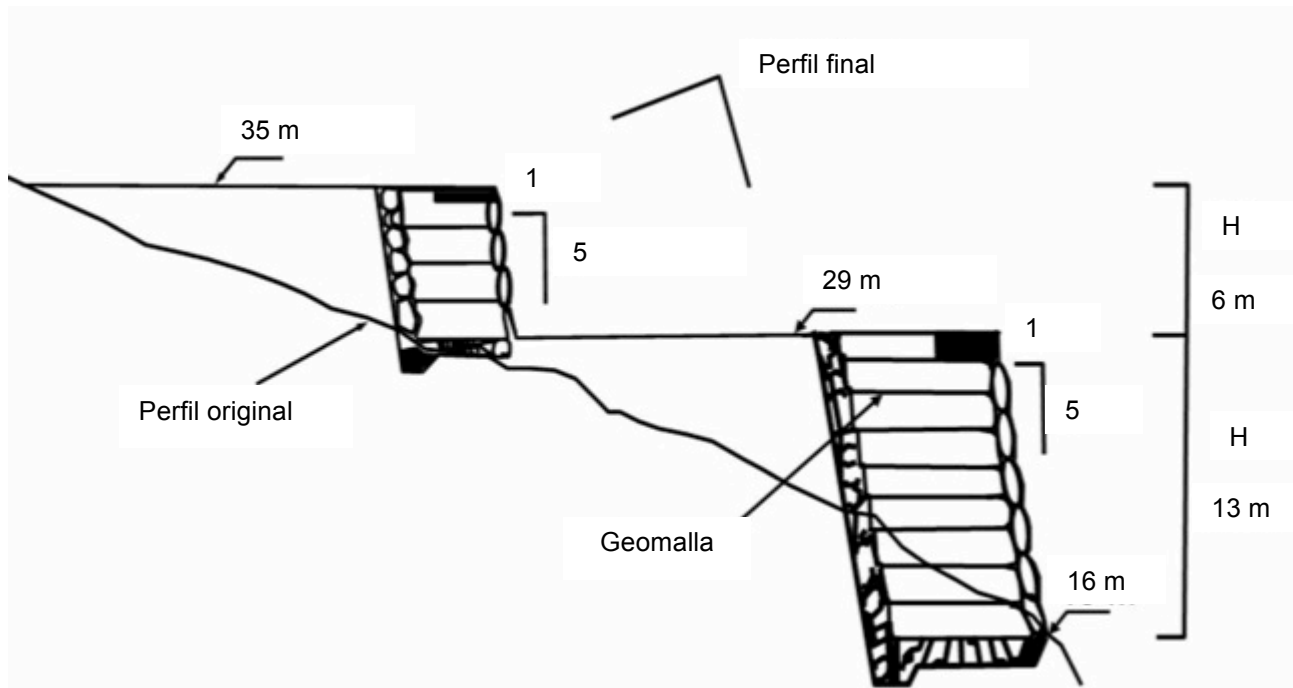 Perfil final
35 m
1
H
5
29 m
6 m
1
Perfil original
5
H
13 m
Geomalla
16 m